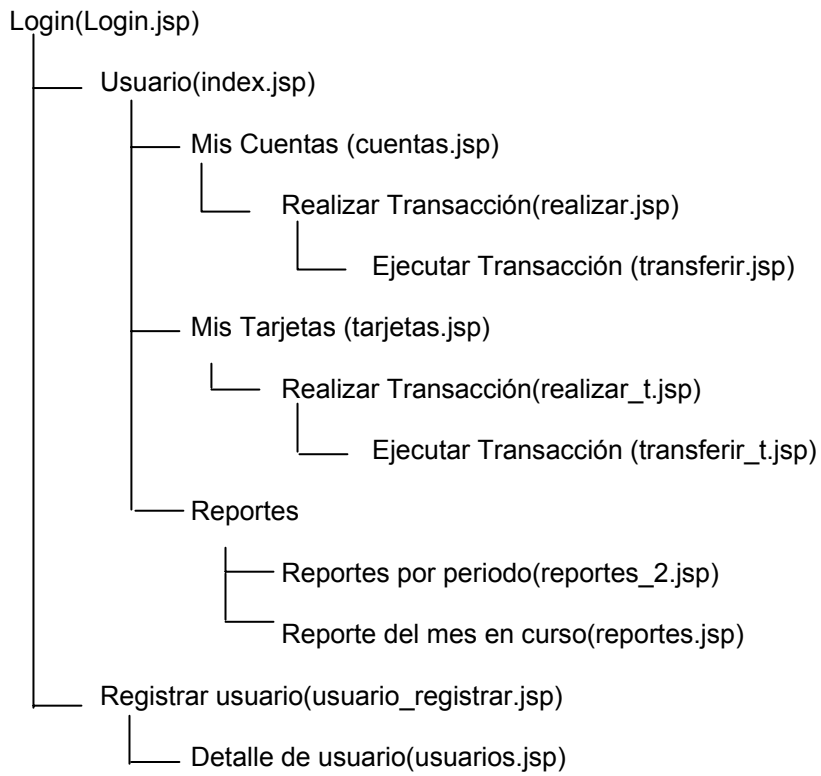 Login(Login.jsp)
Usuario(index.jsp)
Mis Cuentas (cuentas.jsp)
Realizar Transacción(realizar.jsp)
Ejecutar Transacción (transferir.jsp)
Mis Tarjetas (tarjetas.jsp)
Realizar Transacción(realizar_t.jsp)
Ejecutar Transacción (transferir_t.jsp)
Reportes
Reportes por periodo(reportes_2.jsp)
Reporte del mes en curso(reportes.jsp)
Registrar usuario(usuario_registrar.jsp)
Detalle de usuario(usuarios.jsp)